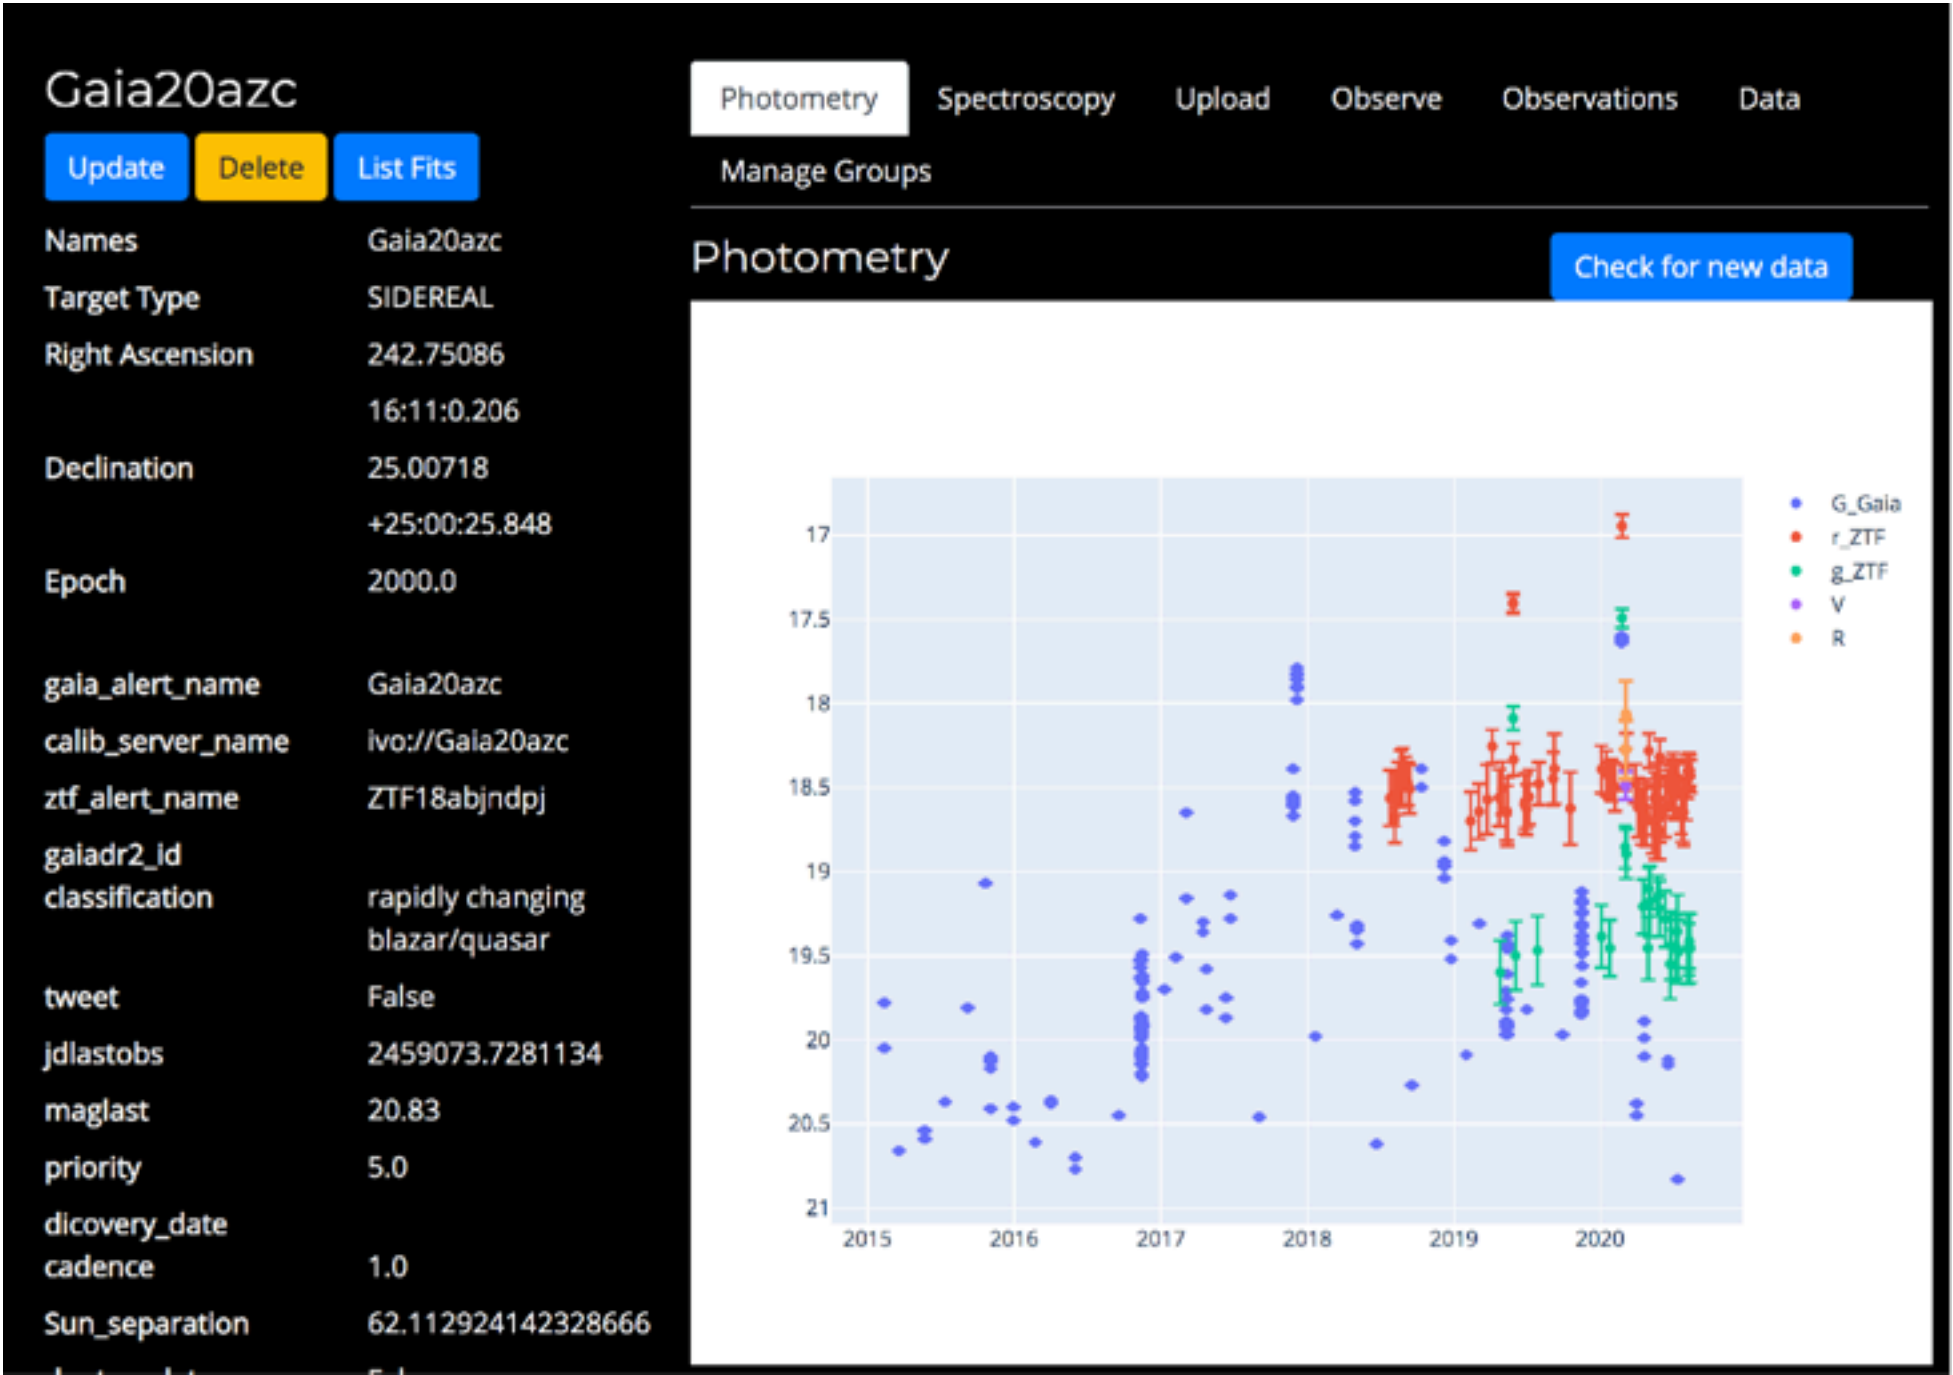 Gaia20azc
Update Delete List Fits
Names Gaia20azc
Target Type SIDEREAL
Right Ascension 242.75086
16:11:0.206
Declination 25.00718
+25:00:25.848
Epoch 2000.0
gaia_alert_name Gaia20azc
calib_server_name ivo://Gaia20azc
ztf_alert_name ZTF18abjndpj
gaiadr2_id
classification rapidly changing
blazar/quasar
tweet False
jdlastobs 2459073.7281134
maglast 20.83
priority 5.0
dicovery_date
cadence 1.0
Sun_separation 62.112924142328666
Photometry Spectroscopy Upload Observe Observations Data
Manage Groups
Photometry
Check for new data
17
17.5
18
18.5
19
19.5
20
20.5
21
2015 2016 2017 2018 2019 2020
G_Gaia
r_ZTF
g_ZTF
V
R